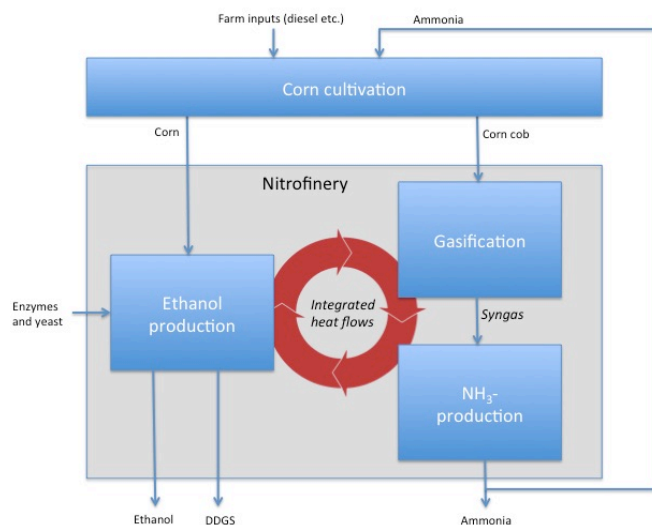 Farm inputs (diesel etc.)
Ammonia
Corn cultivation
Corn
Corn cob
Nitrofinery
Gasification
Ethanol
production
Integrated
heat flows
Enzymes
and yeast
Syngas
NH₃-
production
Ethanol
DDGS
Ammonia